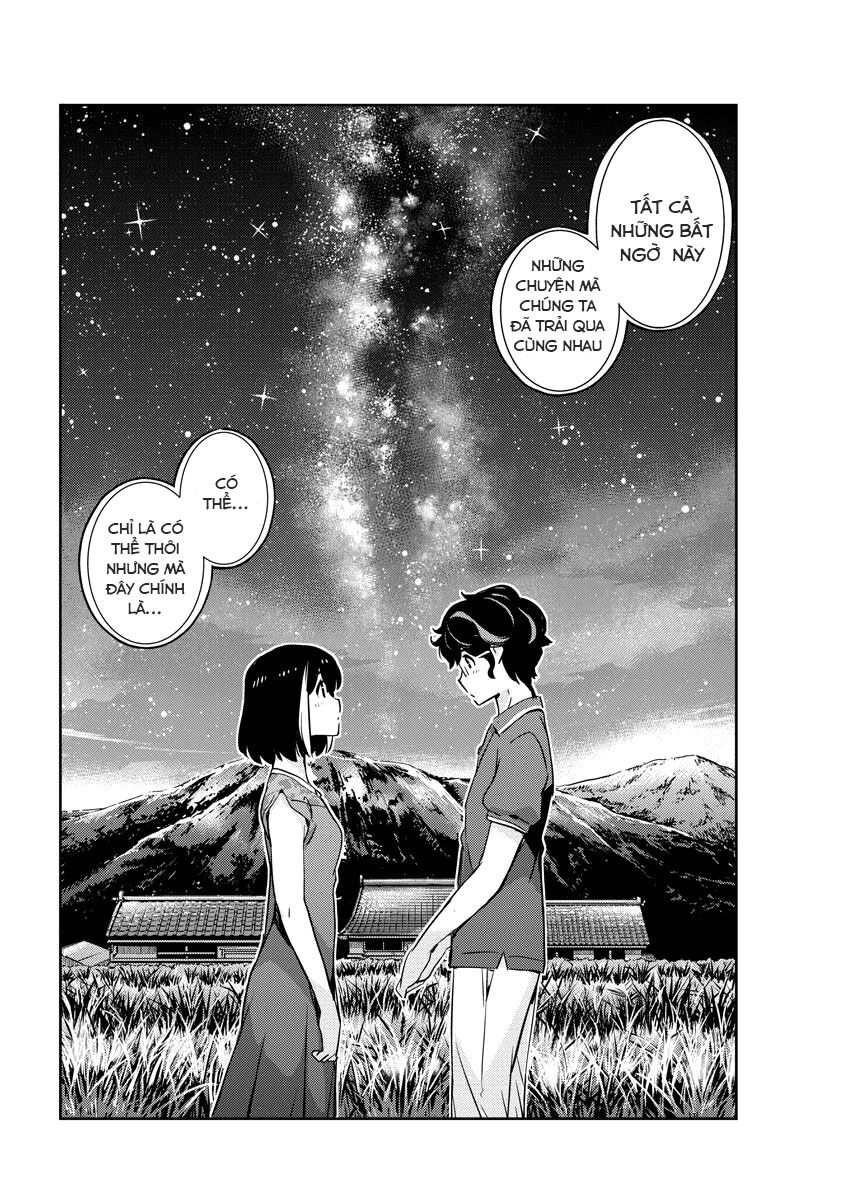 TẤT CẢ
NHỮNG BẤT
NGỜ NÀY
NHỮNG
CHUYỆN MÀ
CHÚNG TA
ĐÃ TRẢI QUA
CÙNG NHAU
CÓ
THỂ...
CHỈ LÀ CÓ
THỂ THÔI
NHƯNG MÀ
ĐÂY CHÍNH
LÀ...